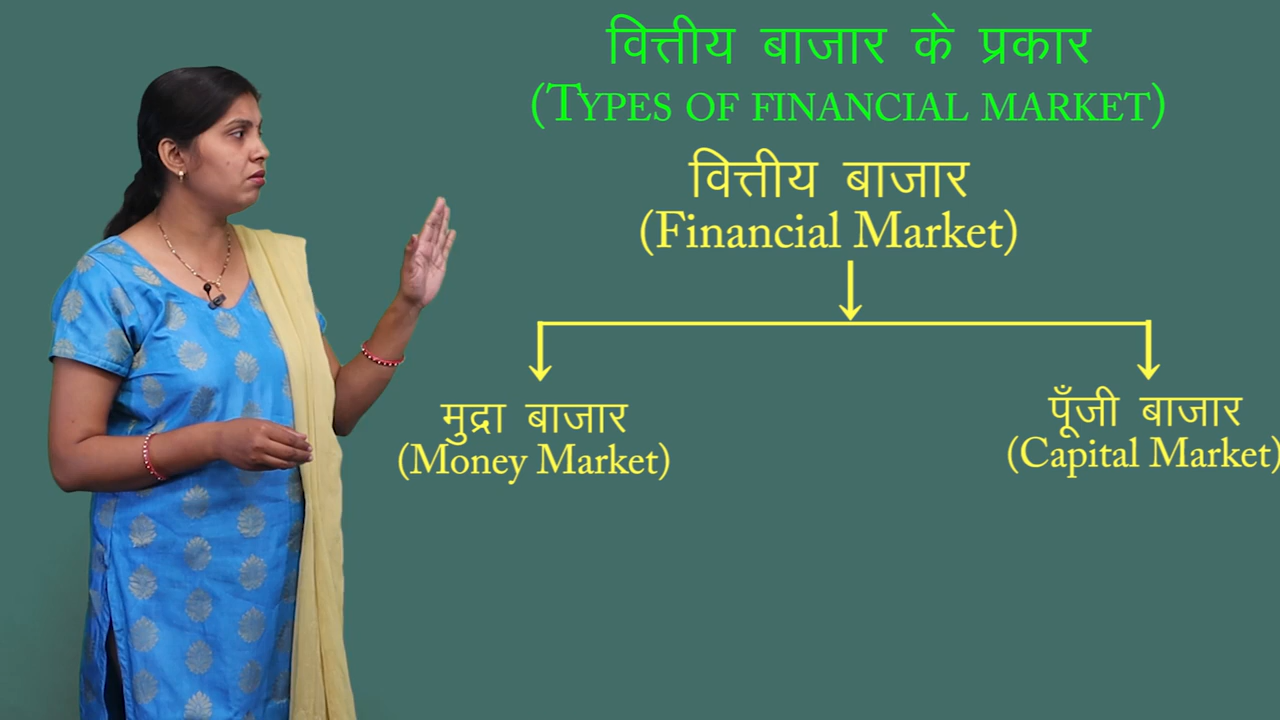 वित्तीय बाजार के प्रकार
(TYPES OF FINANCIAL MARKET)
वित्तीय बाजार
(Financial Market)
मुद्रा बाजार
(Money Market)
पूँजी बाजार
(Capital Market)